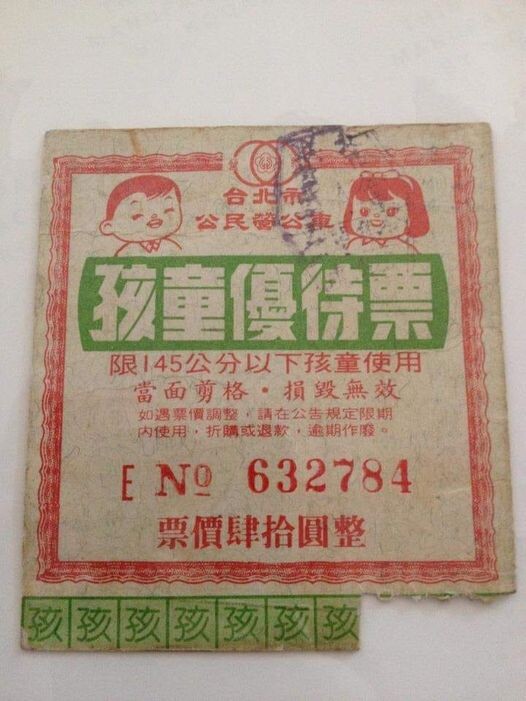 台北市
公民營公車
孩童優待票
限145公分以下孩童使用
當面剪格·損毀無效
如遇票價調整，請在公告規定限期
內使用，折購或退款，逾期作廢。
E No 632784
票價肆拾圓整
孩 孩 孩 孩 孩 孩 孩